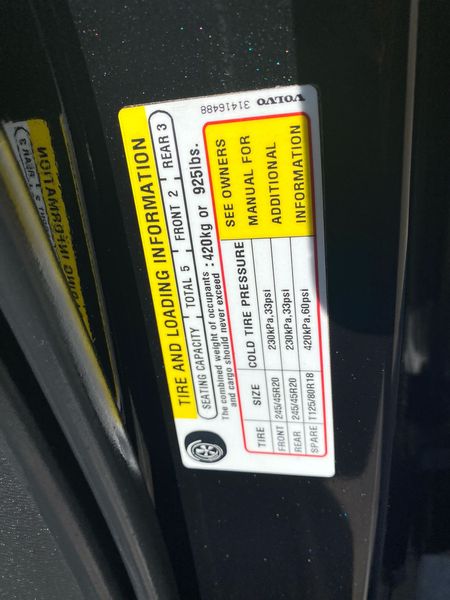 TIRE AND LOADING INFORMATION
SEATING CAPACITY TOTAL 5 FRONT 2 REAR 3
The combined weight of occupants
and cargo should never exceed : 420kg or 925lbs.
TIRE SIZE COLD TIRE PRESSURE
FRONT 245/45R20 230kPa,33psi
REAR 245/45R20 230kPa,33psi
SPARE T125/80R18 420kPa,60psi
SEE OWNERS
MANUAL FOR
ADDITIONAL
INFORMATION
VOLVO 31416488